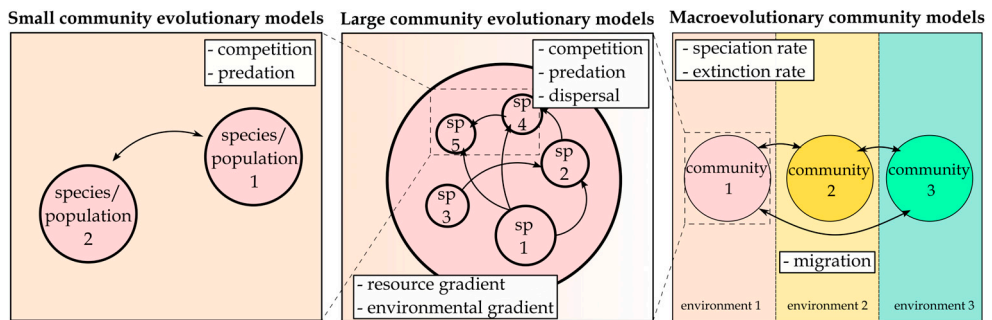 Small community evolutionary models
- competition
- predation
species/
population
1
species/
population
2
Large community evolutionary models
- competition
- predation
- dispersal
sp
4
sp
5
sp
2
sp
3
sp
1
- resource gradient
- environmental gradient
Macroevolutionary community models
- speciation rate
- extinction rate
community
1
community
2
community
3
- migration
environment 1
environment 2
environment 3